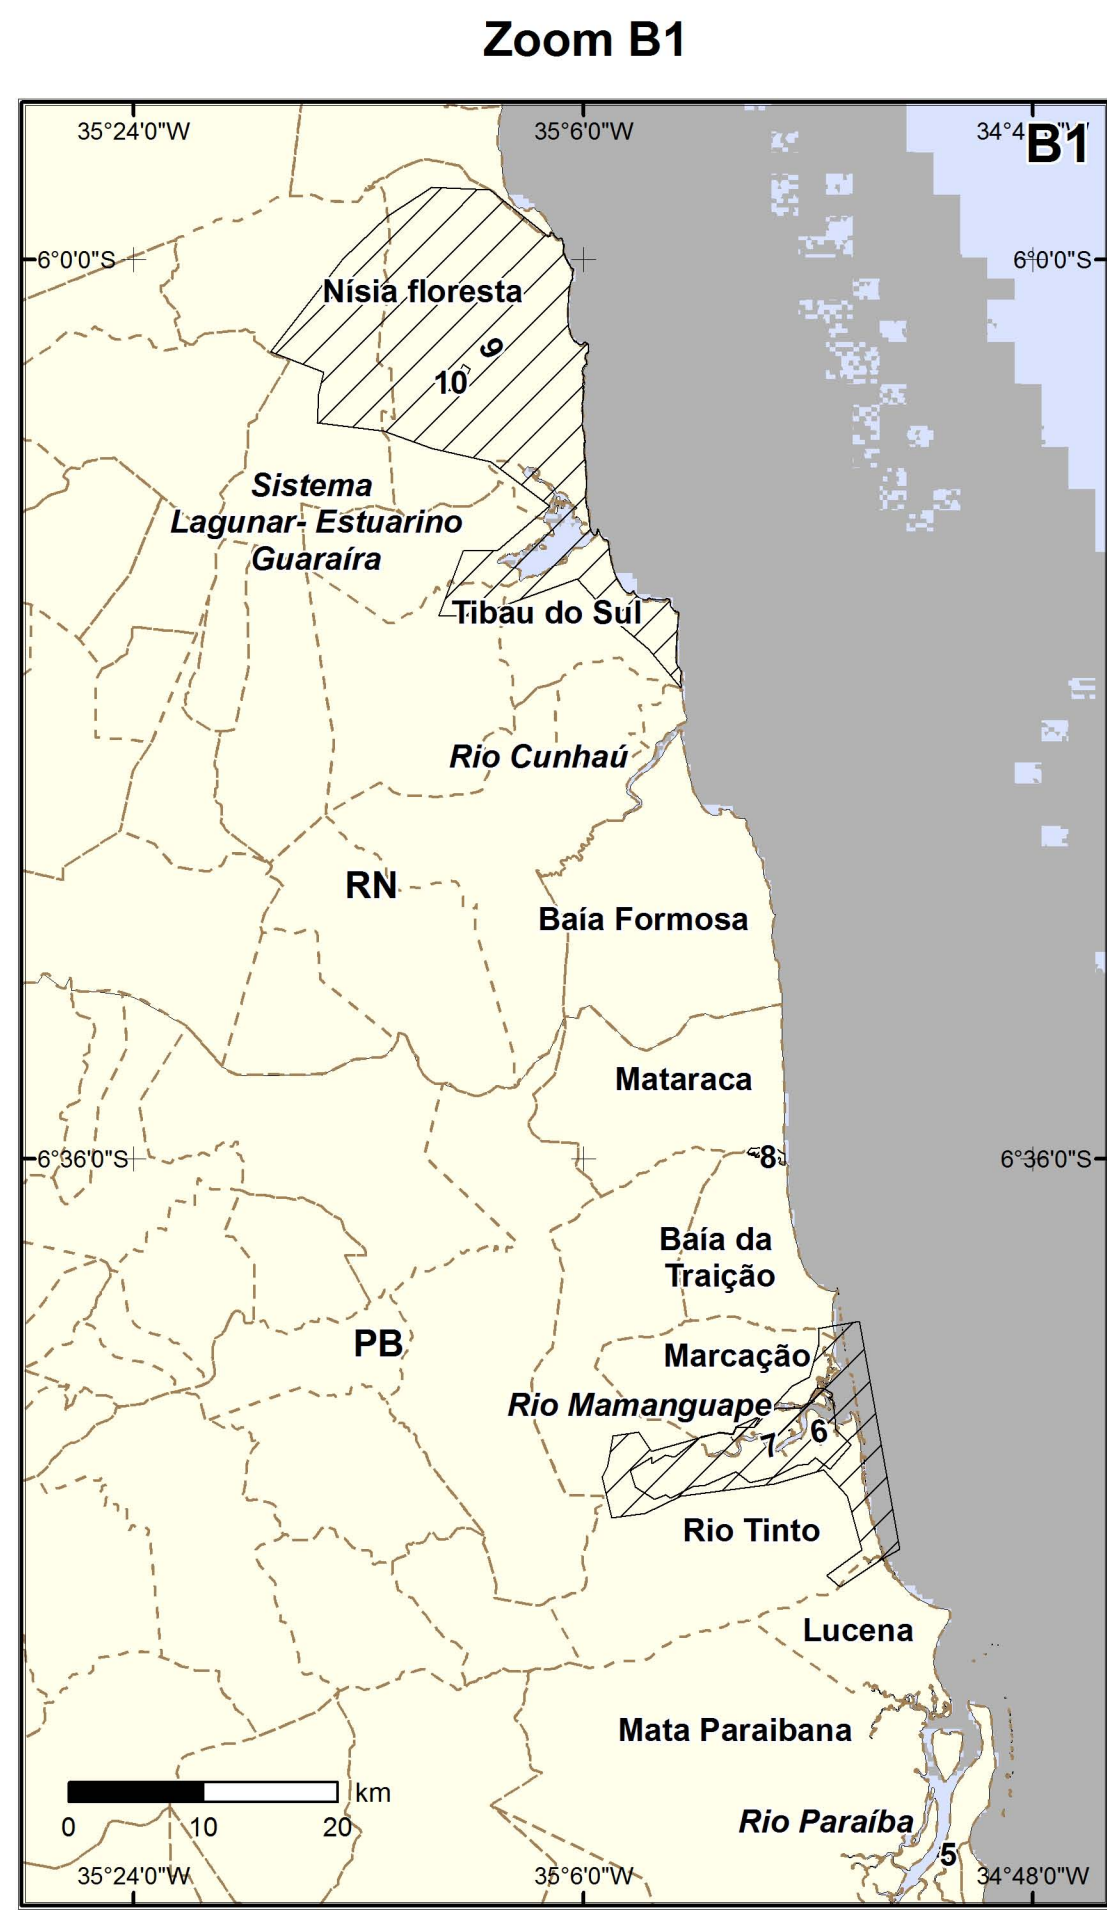 Zoom B1
35°24'0"W
35°6'0"W
34°4
W
B1
6°0'0"S
6°0'0"S
Nísia floresta
9
10
Sistema
Lagunar- Estuarino
Guaraíra
Tibau do Sul
Rio Cunhaú
RN
Baía Formosa
Mataraca
6°36'0"S
8
6°36'0"S
Baía da
Traição
PB
Marcação
Rio Mamanguape
7
6
Rio Tinto
Lucena
Mata Paraibana
km
0
10
20
Rio Paraíba
5
35°24'0"W
35°6'0"W
34°48'0"W